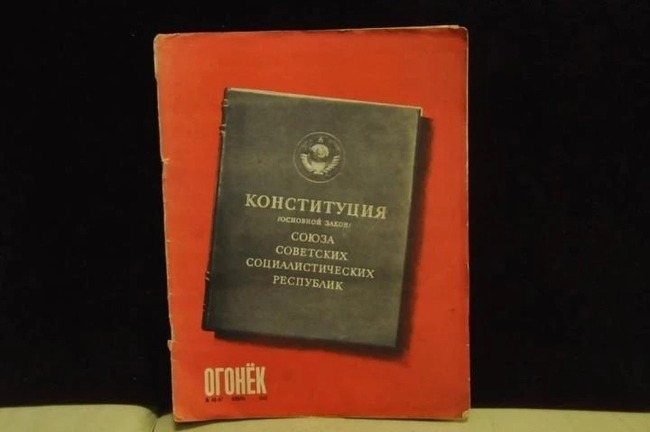 КОНСТИТУЦИЯ
/ОСНОВНОЙ ЗАКОН/
СОЮЗА
СОВЕТСКИХ
СОЦИАЛИСТИЧЕСКИХ
РЕСПУБЛИК
ОГОНЁК